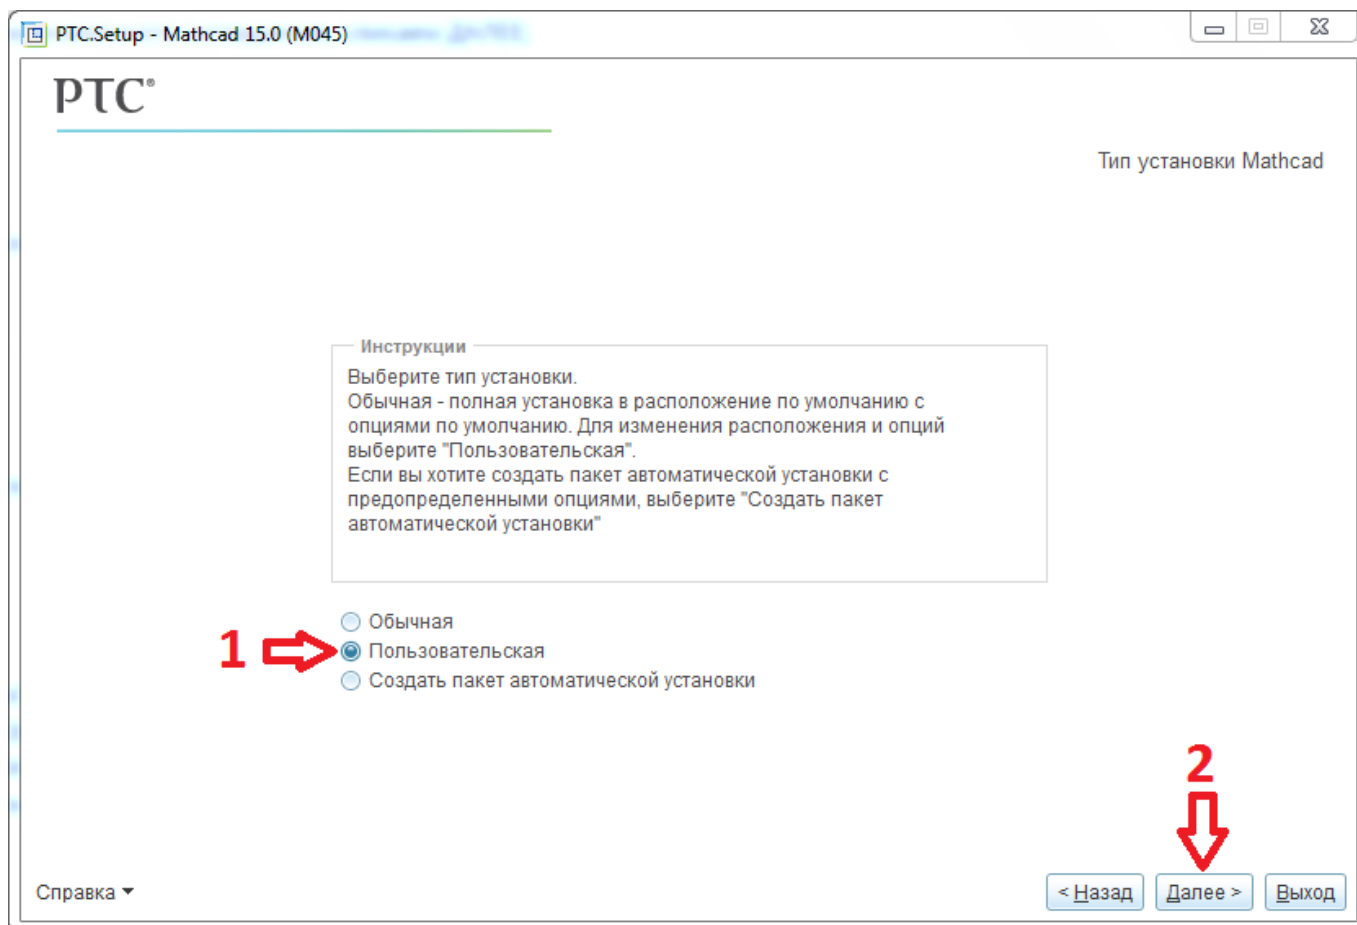 PTC.Setup - Mathcad 15.0 (M045)
PTC®
Тип установки Mathcad
Инструкции
Выберите тип установки.
Обычная - полная установка в расположение по умолчанию с
опциями по умолчанию. Для изменения расположения и опций
выберите "Пользовательская".
Если вы хотите создать пакет автоматической установки с
предопределенными опциями, выберите "Создать пакет
автоматической установки"
Обычная
1 Пользовательская
Создать пакет автоматической установки
2
Справка
< Назад Далее > Выход